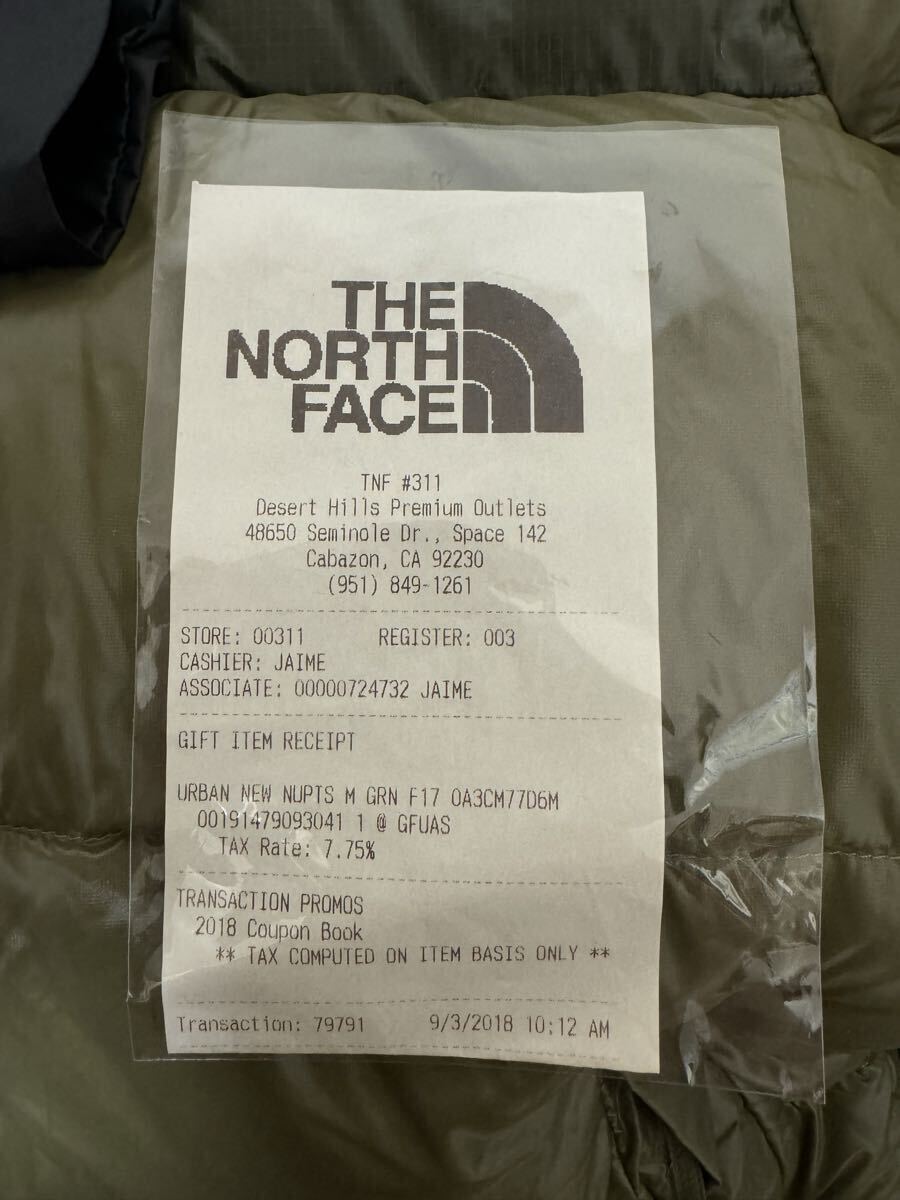 THE
NORTH
FACE
TNF #311
Desert Hills Premium Outlets
48650 Seminole Dr., Space 142
Cabazon, CA 92230
(951) 849-1261
STORE: 00311 REGISTER: 003
CASHIER: JAIME
ASSOCIATE: 00000724732 JAIME
GIFT ITEM RECEIPT
URBAN NEW NUPTS M GRN F17 0A3CM77D6M
00191479093041 1 @ GFUAS
TAX Rate: 7.75%
TRANSACTION PROMOS
2018 Coupon Book
** TAX COMPUTED ON ITEM BASIS ONLY **
Transaction: 79791 9/3/2018 10:12 AM